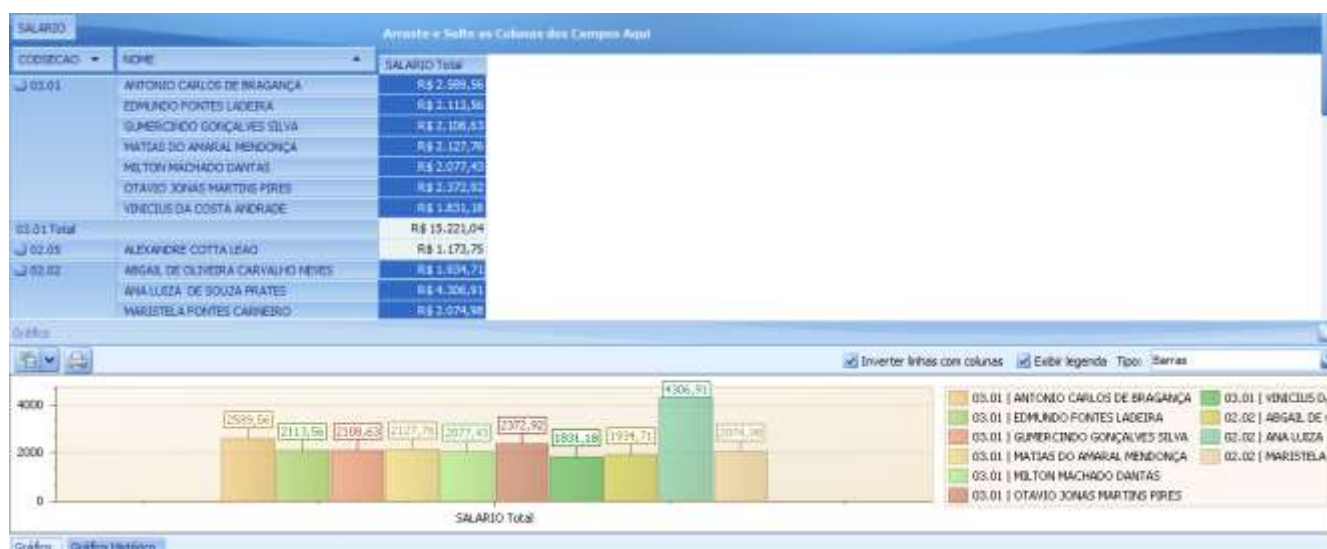 SALARIO
Arraste e Solte as Colunas dos Campos Aqui
CODSECAO NOME SALARIO Total
03.01 ANTONIO CARLOS DE BRAGANÇA R$ 2.589,56
EDMUNDO FONTES LADEIRA R$ 2.113,56
GUMERCINDO GONÇALVES SILVA R$ 2.108,63
MATIAS DO AMARAL MENDONÇA R$ 2.127,76
MILTON MACHADO DANTAS R$ 2.077,43
OTAVIO JONAS MARTINS PIRES R$ 2.372,92
VINICIUS DA COSTA ANDRADE R$ 1.831,18
03.01 Total R$ 15.221,04
02.05 ALEXANDRE COTTA LEAO R$ 1.173,75
02.02 ABGAIL DE OLIVEIRA CARVALHO NEVES R$ 1.934,71
ANA LUIZA DE SOUZA PRATES R$ 4.306,91
MARISTELA FONTES CARNEIRO R$ 2.074,98
Gráfico
Inverter linhas com colunas Exibir legenda Tipo: Barras
4000
2000
0
2589,56 2113,56 2108,63 2127,76 2077,43 2372,92 1831,18 1934,71 4306,91 2074,98
SALARIO Total
03.01 | ANTONIO CARLOS DE BRAGANÇA 03.01 | VINICIUS D
03.01 | EDMUNDO FONTES LADEIRA 02.02 | ABGAIL DE
03.01 | GUMERCINDO GONÇALVES SILVA 02.02 | ANA LUIZA
03.01 | MATIAS DO AMARAL MENDONÇA 02.02 | MARISTELA
03.01 | MILTON MACHADO DANTAS
03.01 | OTAVIO JONAS MARTINS PIRES
Gráfico Gráfico Histórico